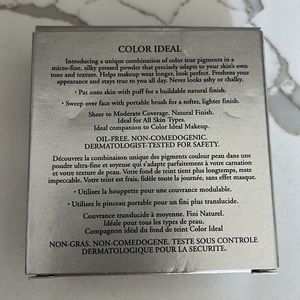 COLOR IDEAL
Introducing a unique combination of color true pigments in a
micro-fine, silky pressed powder that precisely adapts to your skin's own
tone and texture. Helps makeup wear longer, look perfect. Freshens your
appearance and stays true to you all day. Never looks ashy or chalky.
• Pat onto skin with puff for a buildable natural finish.
• Sweep over face with portable brush for a softer, lighter finish.
Sheer to Moderate Coverage. Natural Finish.
Ideal for All Skin Types.
Ideal companion to Color Ideal Makeup.
OIL-FREE. NON-COMEDOGENIC.
DERMATOLOGIST-TESTED FOR SAFETY.
Découvrez la combinaison unique des pigments couleur peau dans une
poudre ultra-fine et soyeuse qui s'adapte parfaitement à votre carnation
et votre texture de peau. Votre fond de teint tient plus longtemps, reste
impeccable. Votre teint est frais, fidèle toute la journée, sans effet masque.
• Utilisez la houppette pour une couvrance modulable.
• Utilisez le pinceau portable pour un fini plus translucide.
Couvrance translucide à moyenne. Fini Naturel.
Idéale pour tous les types de peau.
Compagnon idéal du fond de teint Color Ideal
NON-GRAS. NON-COMEDOGENE. TESTE SOUS CONTROLE
DERMATOLOGIQUE POUR LA SECURITE.